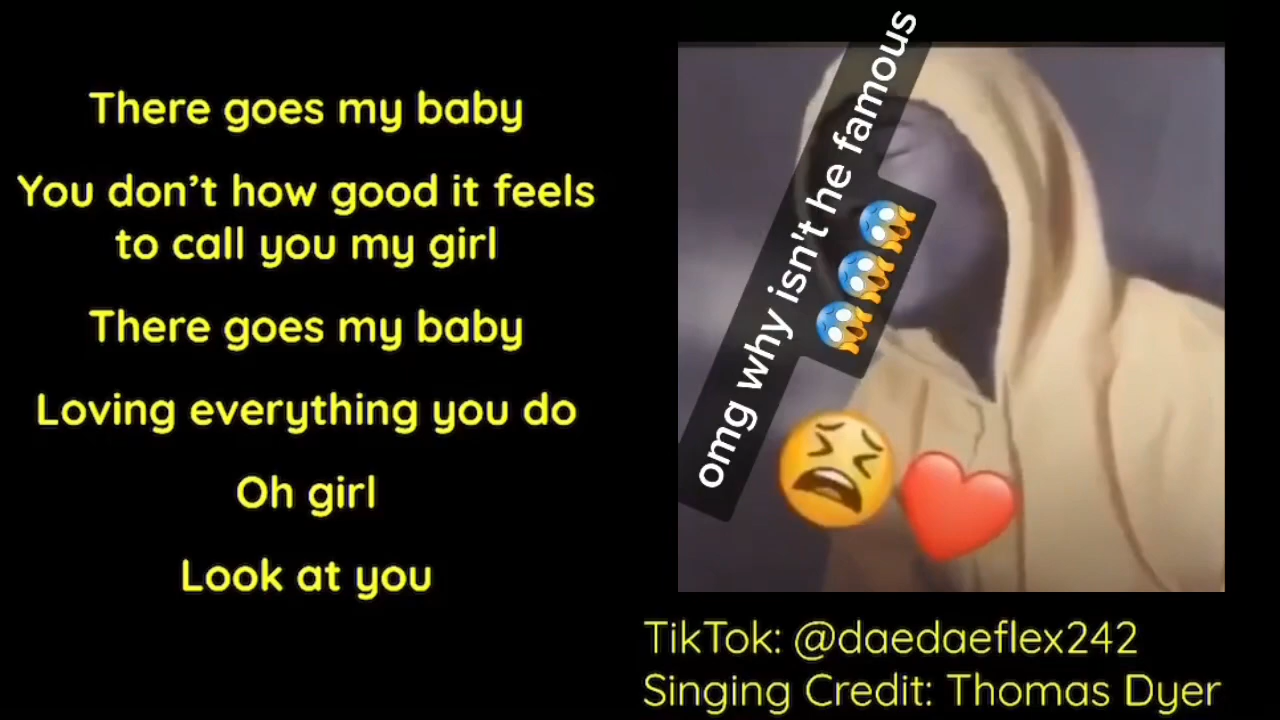 There goes my baby
You don't how good it feels
to call you my girl
There goes my baby
Loving everything you do
Oh girl
Look at you
omg why isn't he famous
😱😱😱
TikTok: @daedaeflex242
Singing Credit: Thomas Dyer